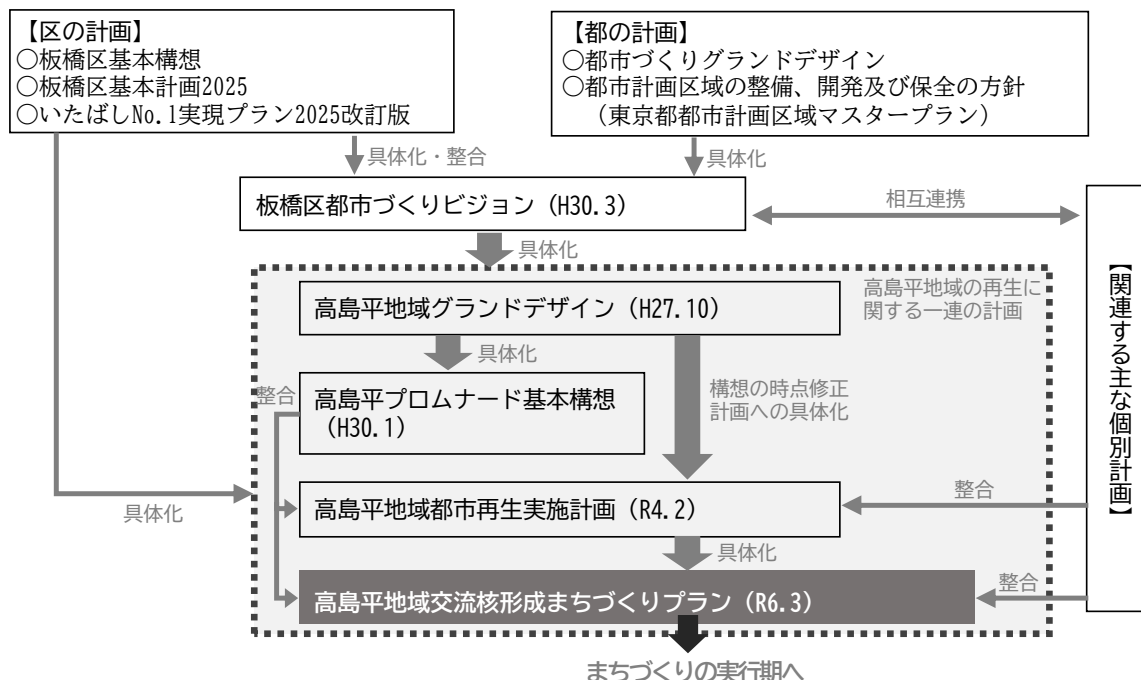 【区の計画】
○板橋区基本構想
○板橋区基本計画2025
○いたばしNo.1実現プラン2025改訂版
【都の計画】
○都市づくりグランドデザイン
○都市計画区域の整備、開発及び保全の方針
（東京都都市計画区域マスタープラン）
具体化・整合
具体化
板橋区都市づくりビジョン（H30.3）
相互連携
具体化
【関連する主な個別計画】
高島平地域の再生に
関する一連の計画
高島平地域グランドデザイン（H27.10）
具体化
構想の時点修正
計画への具体化
整合
高島平プロムナード基本構想
（H30.1）
具体化
高島平地域都市再生実施計画（R4.2）
整合
具体化
高島平地域交流核形成まちづくりプラン（R6.3）
整合
まちづくりの実行期へ